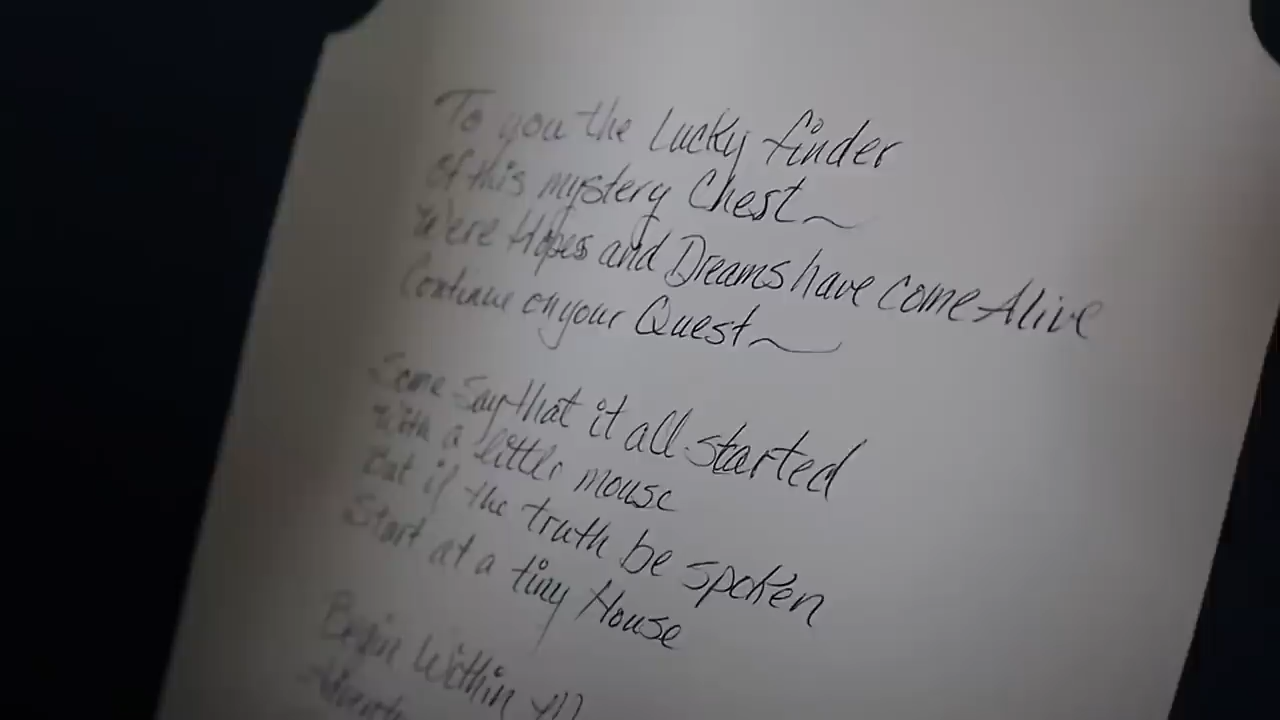 To you the Lucky finder
of this mystery Chest~
Were Hopes and Dreams have come Alive
Continue on your Quest~
Some say that it all started
with a little mouse
But if the truth be spoken
Start at a tiny House
Begin Within